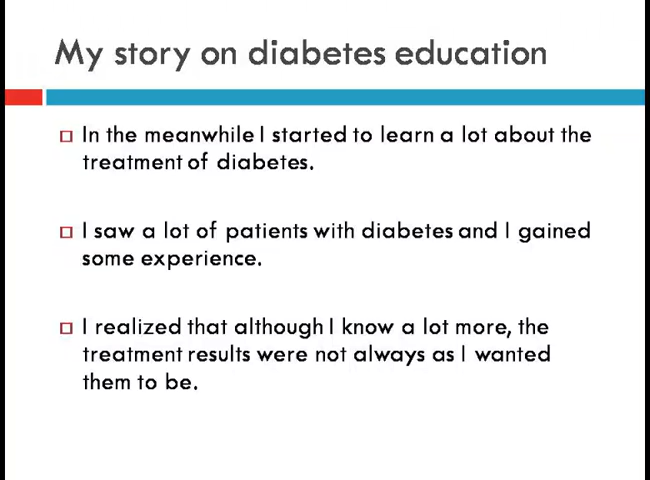 My story on diabetes education
In the meanwhile I started to learn a lot about the
treatment of diabetes.
I saw a lot of patients with diabetes and I gained
some experience.
I realized that although I know a lot more, the
treatment results were not always as I wanted
them to be.